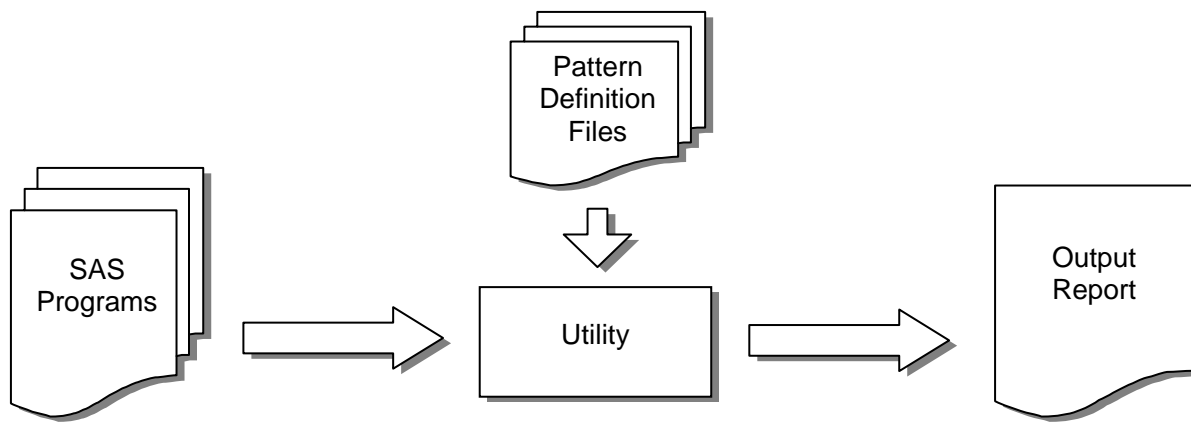 Pattern
Definition
Files
SAS
Programs
Utility
Output
Report